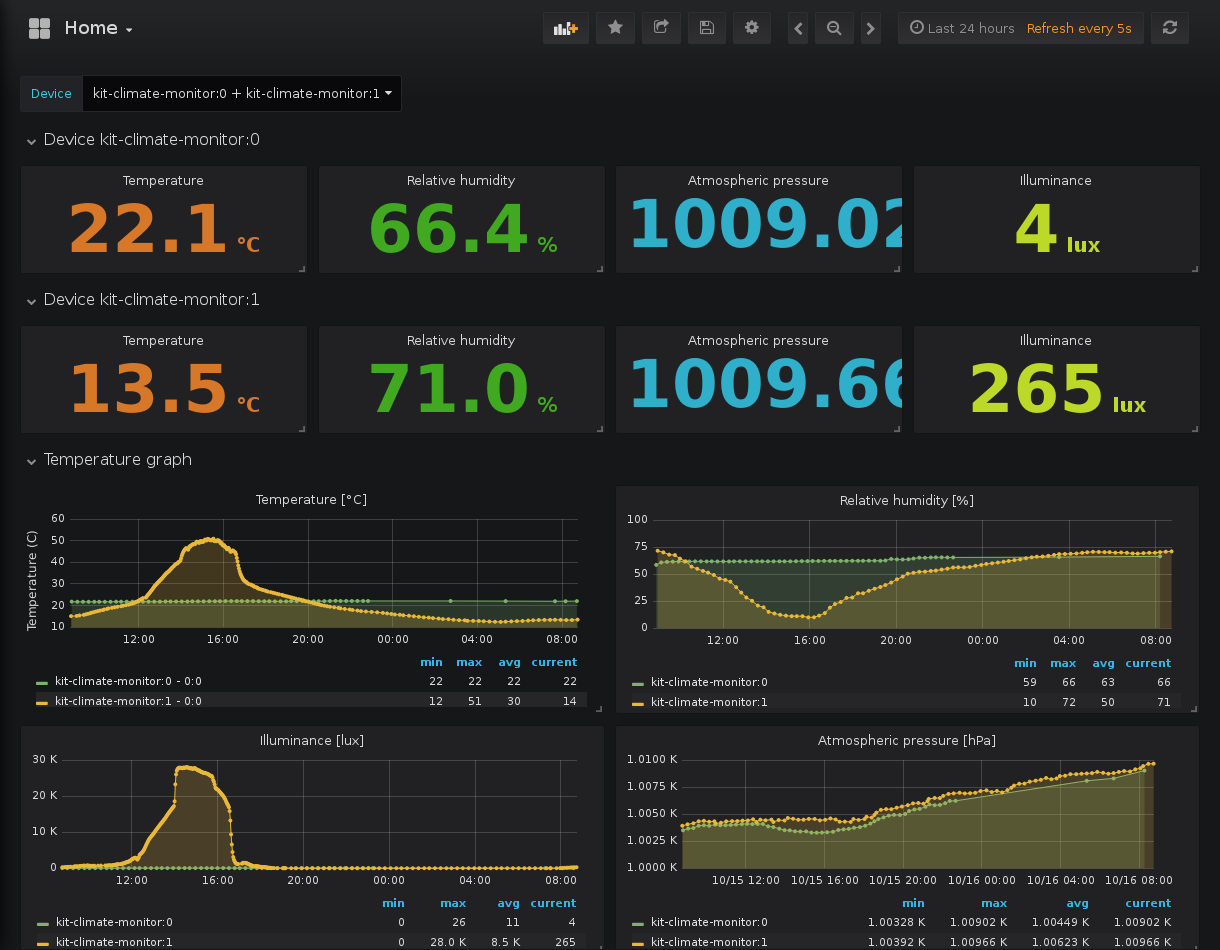 Home
Last 24 hours Refresh every 5s
Device kit-climate-monitor:0 + kit-climate-monitor:1
Device kit-climate-monitor:0
Temperature Relative humidity Atmospheric pressure Illuminance
22.1 °C 66.4 % 1009.02 4 lux
Device kit-climate-monitor:1
Temperature Relative humidity Atmospheric pressure Illuminance
13.5 °C 71.0 % 1009.66 265 lux
Temperature graph
Temperature [°C]
Temperature (C)
60
50
40
30
20
10
12:00 16:00 20:00 00:00 04:00 08:00
min max avg current
kit-climate-monitor:0 - 0:0 22 22 22 22
kit-climate-monitor:1 - 0:0 12 51 30 14
Relative humidity [%]
100
75
50
25
0
12:00 16:00 20:00 00:00 04:00 08:00
min max avg current
kit-climate-monitor:0 59 66 63 66
kit-climate-monitor:1 10 72 50 71
Illuminance [lux]
30 K
20 K
10 K
0
12:00 16:00 20:00 00:00 04:00 08:00
min max avg current
kit-climate-monitor:0 0 26 11 4
kit-climate-monitor:1 0 28.0 K 8.5 K 265
Atmospheric pressure [hPa]
1.0100 K
1.0075 K
1.0050 K
1.0025 K
1.0000 K
10/15 12:00 10/15 16:00 10/15 20:00 10/16 00:00 10/16 04:00 10/16 08:00
min max avg current
kit-climate-monitor:0 1.00328 K 1.00902 K 1.00449 K 1.00902 K
kit-climate-monitor:1 1.00392 K 1.00966 K 1.00623 K 1.00966 K